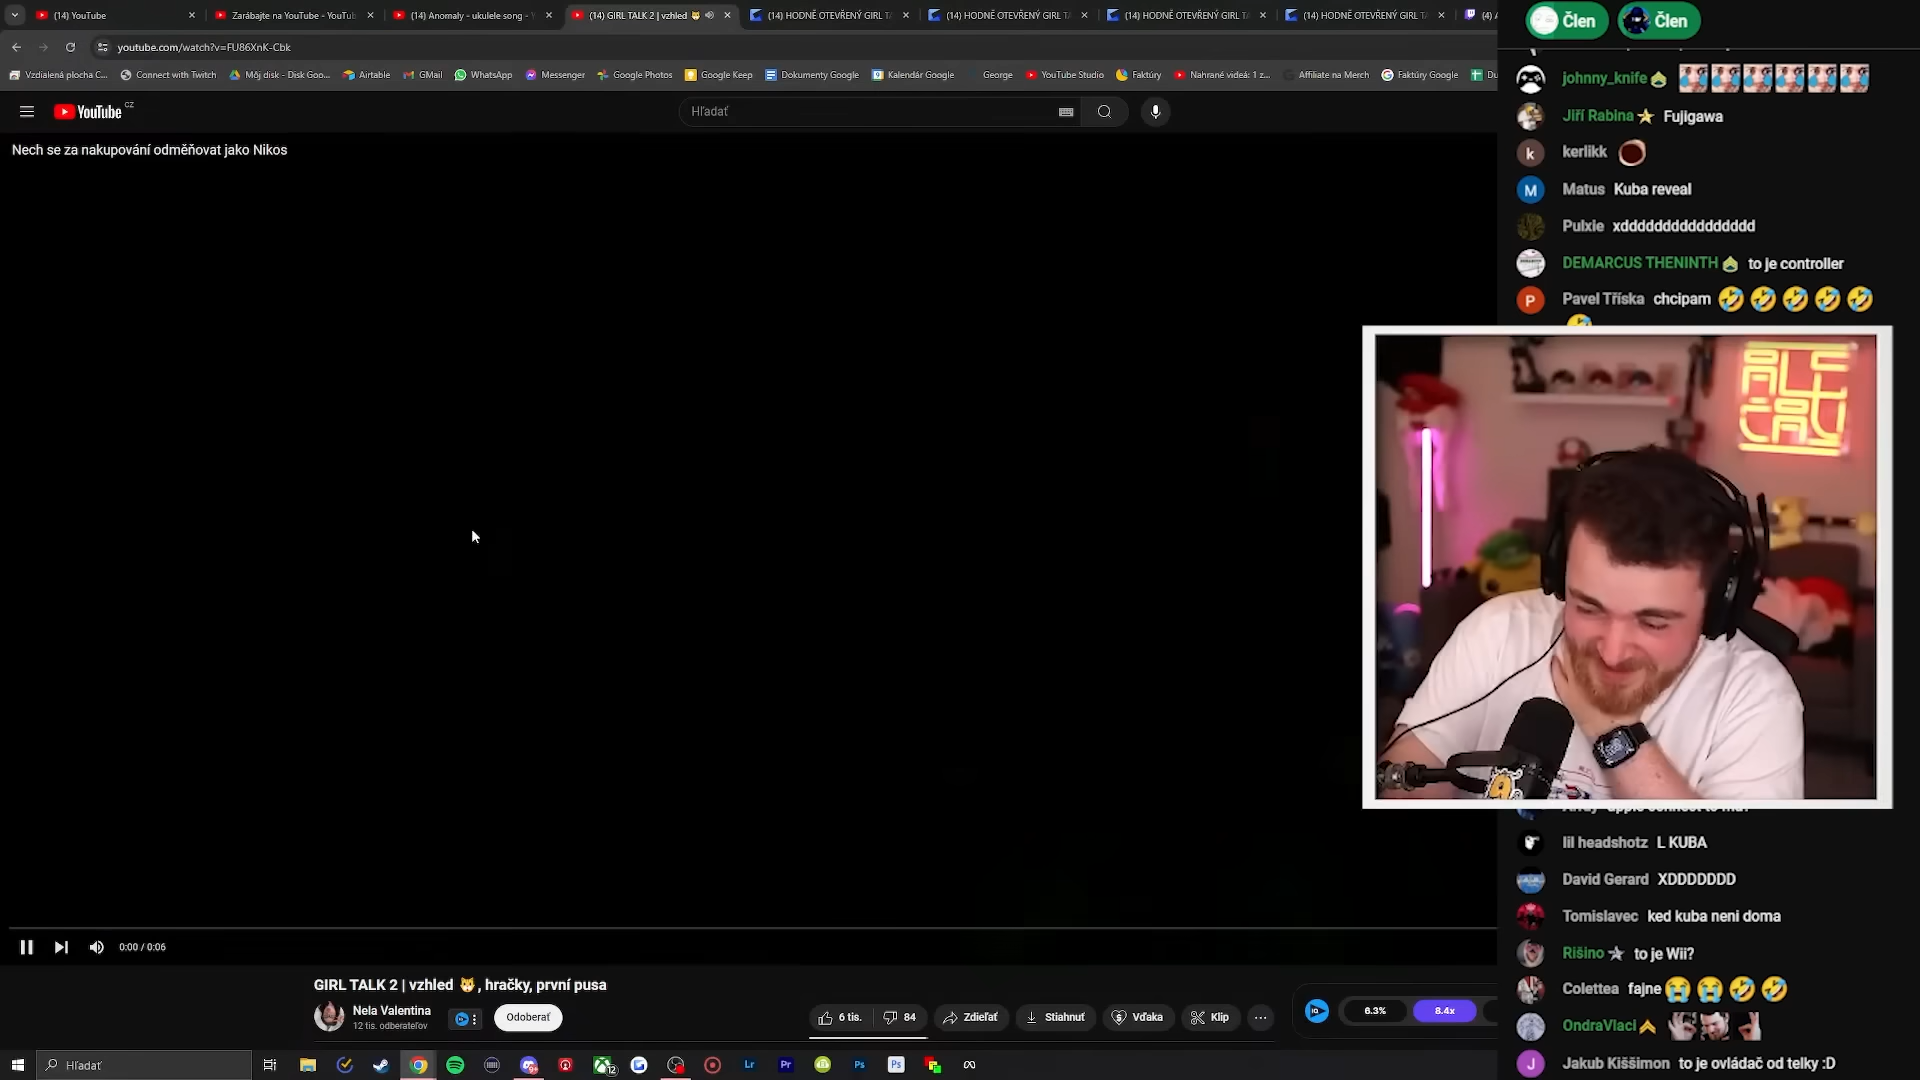 (14) YouTube
Zarábajte na YouTube - YouTub
(14) Anomaly - ukulele song -
(14) GIRL TALK 2 | vzhled
(14) HODNĚ OTEVŘENÝ GIRL T
(14) HODNĚ OTEVŘENÝ GIRL T
(14) HODNĚ OTEVŘENÝ GIRL T
(14) HODNĚ OTEVŘENÝ GIRL T
youtube.com/watch?v=FU86XnK-Cbk
Vzdialená plocha C...
Connect with Twitch
Môj disk - Disk Goo...
Airtable
GMail
WhatsApp
Messenger
Google Photos
Google Keep
Dokumenty Google
Kalendár Google
George
YouTube Studio
Faktúry
Nahrané videá: 1 z...
Affiliate na Merch
Faktúry Google
YouTube CZ
Hľadať
Nech se za nakupování odměňovat jako Nikos
0:00 / 0:06
GIRL TALK 2 | vzhled 🐱, hračky, první pusa
Nela Valentina
12 tis. odberateľov
Odoberať
6 tis.
84
Zdieľať
Stiahnuť
Vďaka
Klip
6.3%
8.4x
Hľadať
12
Lr
Pr
Ps
Ps
Člen
Člen
johnny_knife
Jiří Rabina Fujigawa
k kerlikk
M Matus Kuba reveal
Pulxie xdddddddddddddddd
DEMARCUS THENINTH to je controller
P Pavel Tříska chcipam 🤣🤣🤣🤣🤣
🤣
ALE
ČAU
lil headshotz L KUBA
David Gerard XDDDDDDD
Tomislavec ked kuba neni doma
Rišino to je Wii?
Colettea fajne 😭😭🤣🤣
OndraVlaci
J Jakub Kiššimon to je ovládač od telky :D